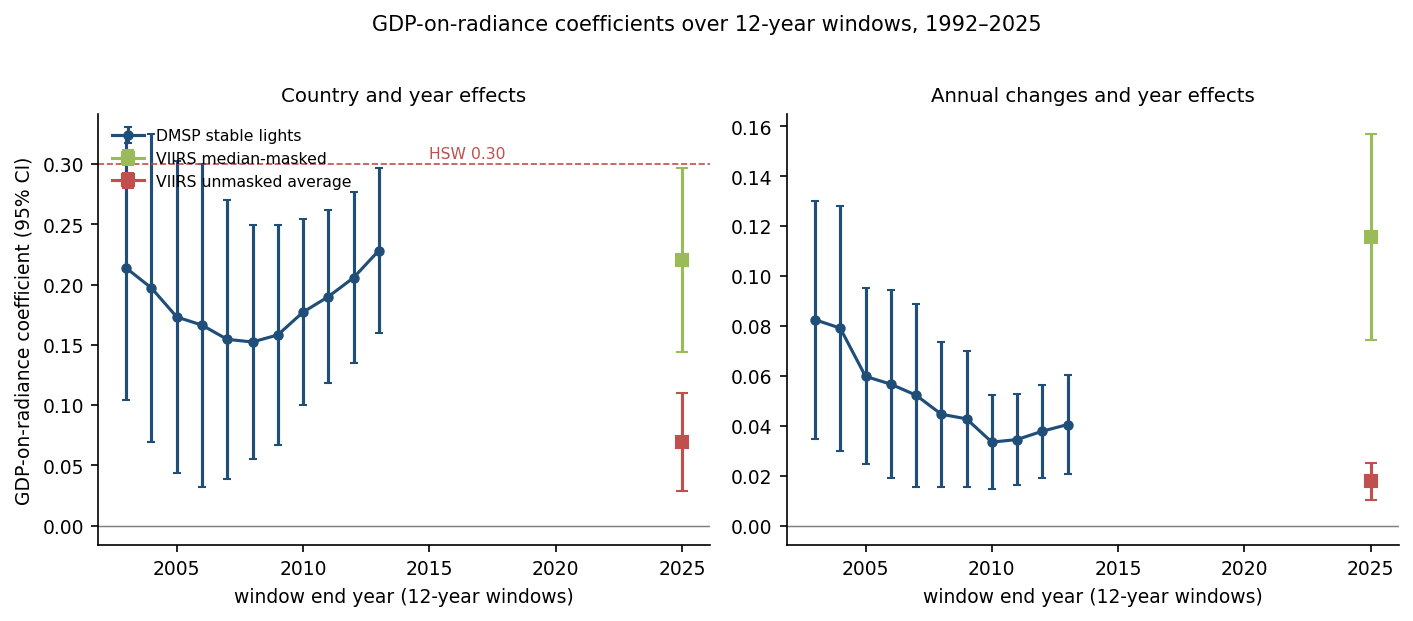 GDP-on-radiance coefficients over 12-year windows, 1992–2025
Country and year effects
DMSP stable lights
VIIRS median-masked
VIIRS unmasked average
HSW 0.30
GDP-on-radiance coefficient (95% CI)
0.30
0.25
0.20
0.15
0.10
0.05
0.00
2005 2010 2015 2020 2025
window end year (12-year windows)
Annual changes and year effects
0.16
0.14
0.12
0.10
0.08
0.06
0.04
0.02
0.00
2005 2010 2015 2020 2025
window end year (12-year windows)